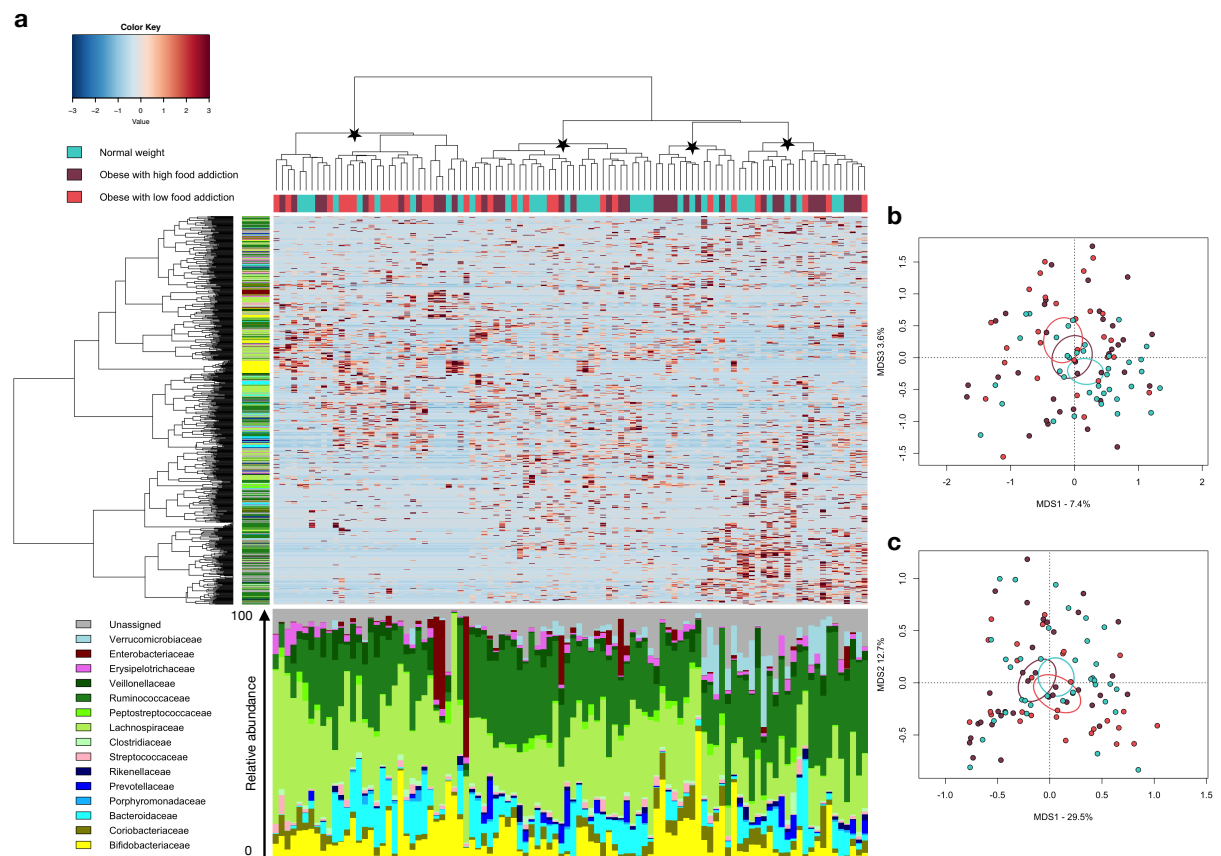 a
Color Key
−3 −2 −1 0 1 2 3
Value
Normal weight
Obese with high food addiction
Obese with low food addiction
b
1.5
1.0
0.5
0.0
-0.5
-1.0
-1.5
MDS3 3.6%
-2 -1 0 1 2
MDS1 - 7.4%
c
1.0
0.5
0.0
-0.5
MDS2 12.7%
-1.0 -0.5 0.0 0.5 1.0 1.5
MDS1 - 29.5%
100
Relative abundance
0
Unassigned
Verrucomicrobiaceae
Enterobacteriaceae
Erysipelotrichaceae
Veillonellaceae
Ruminococcaceae
Peptostreptococcaceae
Lachnospiraceae
Clostridiaceae
Streptococcaceae
Rikenellaceae
Prevotellaceae
Porphyromonadaceae
Bacteroidaceae
Coriobacteriaceae
Bifidobacteriaceae